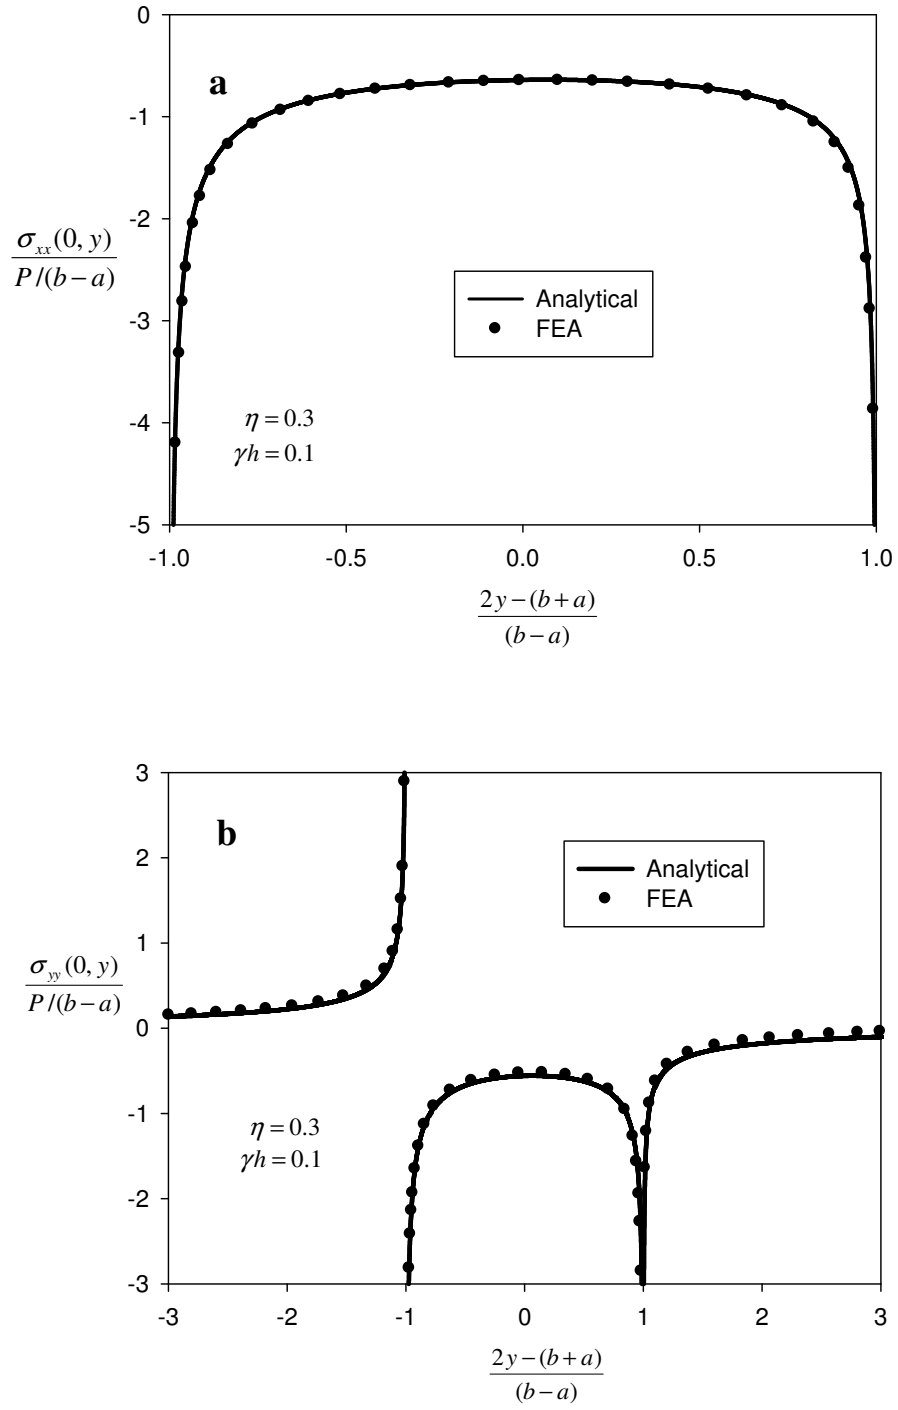 0
a
-1
-2
σxx(0, y)
P/(b−a)
Analytical
FEA
-3
-4
η = 0.3
γh = 0.1
-5
-1.0 -0.5 0.0 0.5 1.0
2y−(b+a)
(b−a)
3
b
2
Analytical
FEA
1
σyy(0, y)
P/(b−a)
0
-1
η = 0.3
γh = 0.1
-2
-3
-3 -2 -1 0 1 2 3
2y−(b+a)
(b−a)